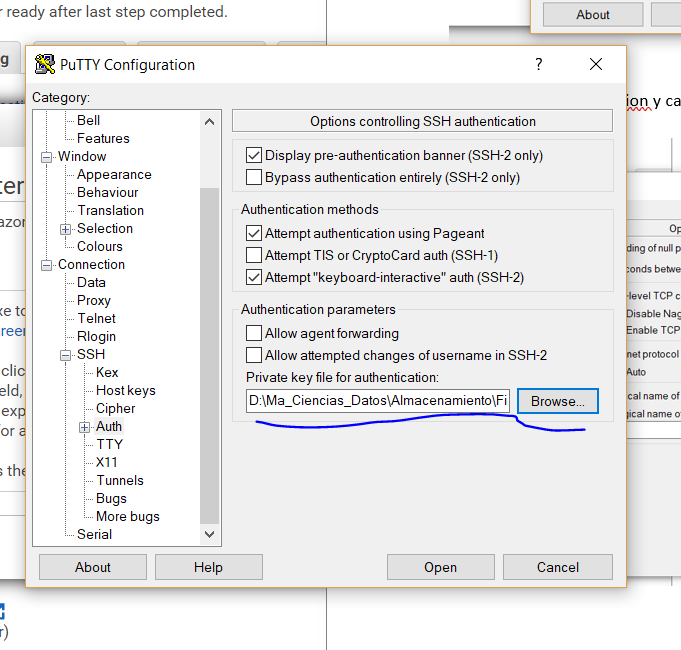 r ready after last step completed.
About
g
PuTTY Configuration
?
Category:
Bell
Features
Window
Appearance
Behaviour
Translation
Selection
Colours
Connection
Data
Proxy
Telnet
Rlogin
SSH
Kex
Host keys
Cipher
Auth
TTY
X11
Tunnels
Bugs
More bugs
Serial
Options controlling SSH authentication
Display pre-authentication banner (SSH-2 only)
Bypass authentication entirely (SSH-2 only)
Authentication methods
Attempt authentication using Pageant
Attempt TIS or CryptoCard auth (SSH-1)
Attempt "keyboard-interactive" auth (SSH-2)
Authentication parameters
Allow agent forwarding
Allow attempted changes of username in SSH-2
Private key file for authentication:
D:\Ma_Ciencias_Datos\Almacenamiento\Fi
Browse...
About
Help
Open
Cancel
ion y ca
Op
ding of null p
conds betwe
-level TCP c
Disable Nag
Enable TCP
net protocol
Auto
cal name of
gical name of
ter
azon
xe to
reen
clic
eld,
exp
or a
s the
r)